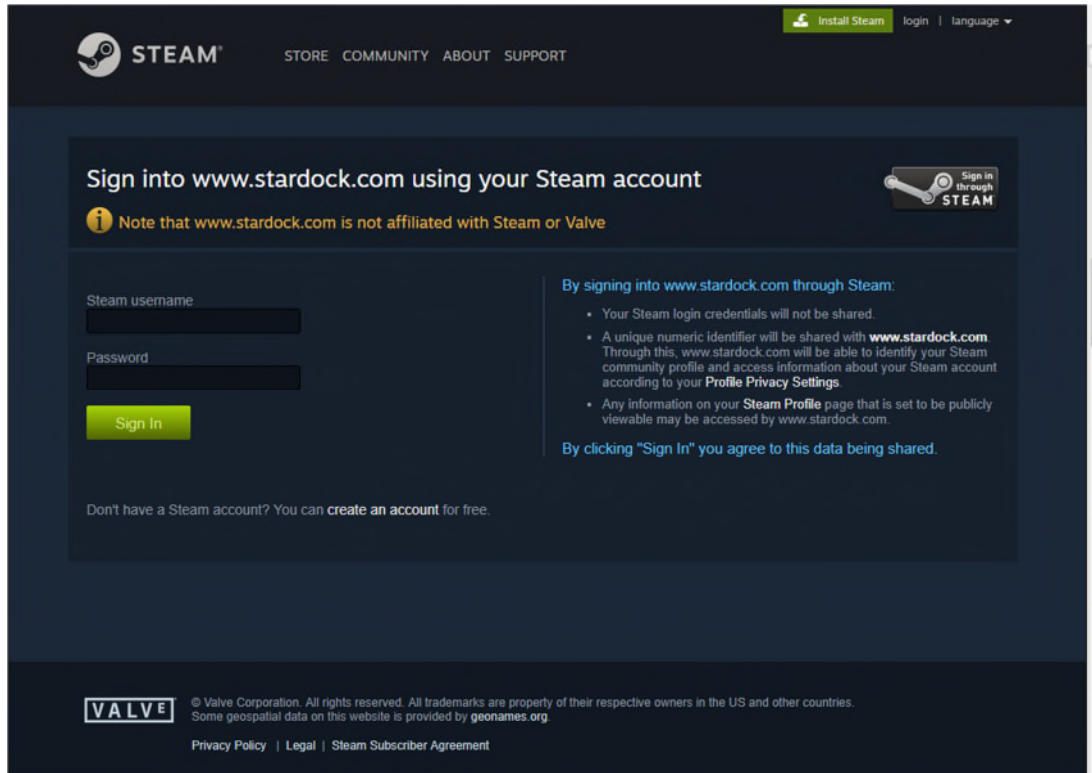 Install Steam login | language
STEAM®
STORE COMMUNITY ABOUT SUPPORT
Sign into www.stardock.com using your Steam account
Sign in
through
STEAM
i Note that www.stardock.com is not affiliated with Steam or Valve
Steam username
Password
Sign In
By signing into www.stardock.com through Steam:
• Your Steam login credentials will not be shared.
• A unique numeric identifier will be shared with www.stardock.com.
Through this, www.stardock.com will be able to identify your Steam
community profile and access information about your Steam account
according to your Profile Privacy Settings.
• Any information on your Steam Profile page that is set to be publicly
viewable may be accessed by www.stardock.com.
By clicking "Sign In" you agree to this data being shared.
Don't have a Steam account? You can create an account for free.
VALVE
© Valve Corporation. All rights reserved. All trademarks are property of their respective owners in the US and other countries.
Some geospatial data on this website is provided by geonames.org.
Privacy Policy | Legal | Steam Subscriber Agreement